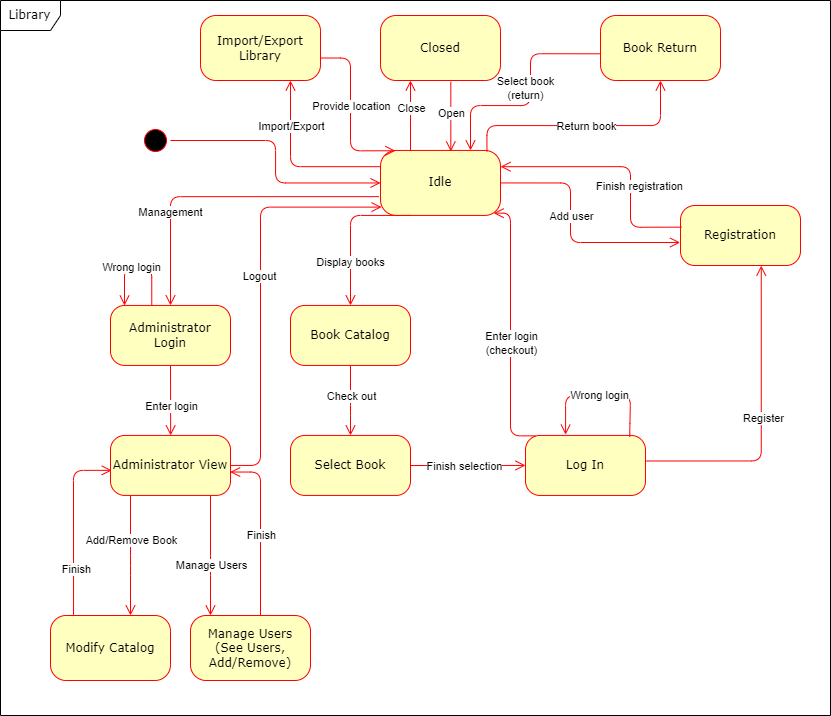 Library
Import/Export
Library
Closed
Book Return
Select book
(return)
Provide location
Close
Open
Import/Export
Return book
Idle
Finish registration
Management
Add user
Registration
Wrong login
Display books
Logout
Administrator
Login
Book Catalog
Enter login
(checkout)
Enter login
Check out
Wrong login
Register
Administrator View
Select Book
Finish selection
Log In
Add/Remove Book
Finish
Finish
Manage Users
Modify Catalog
Manage Users
(See Users,
Add/Remove)